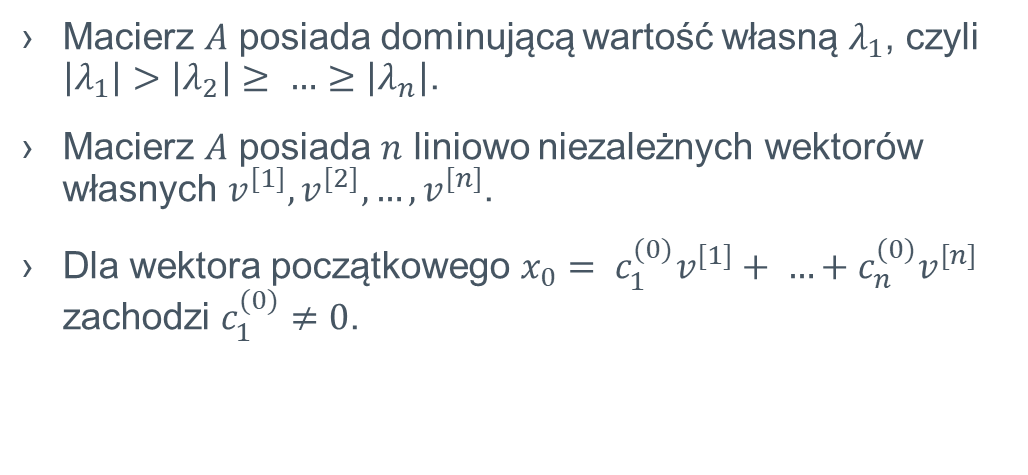 › Macierz 𝐴 posiada dominującą wartość własną 𝜆₁, czyli
|𝜆₁| > |𝜆₂| ≥ … ≥ |𝜆ₙ|.
› Macierz 𝐴 posiada 𝑛 liniowo niezależnych wektorów
własnych 𝑣^[1], 𝑣^[2], … , 𝑣^[𝑛].
› Dla wektora początkowego 𝑥₀ = 𝑐₁^(0) 𝑣^[1] + … + 𝑐ₙ^(0) 𝑣^[𝑛]
zachodzi 𝑐₁^(0) ≠ 0.